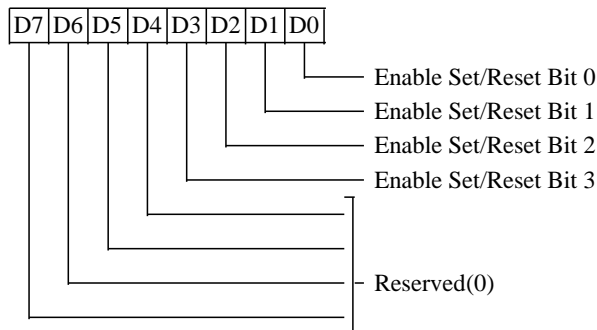 D7 D6 D5 D4 D3 D2 D1 D0
Enable Set/Reset Bit 0
Enable Set/Reset Bit 1
Enable Set/Reset Bit 2
Enable Set/Reset Bit 3
Reserved(0)